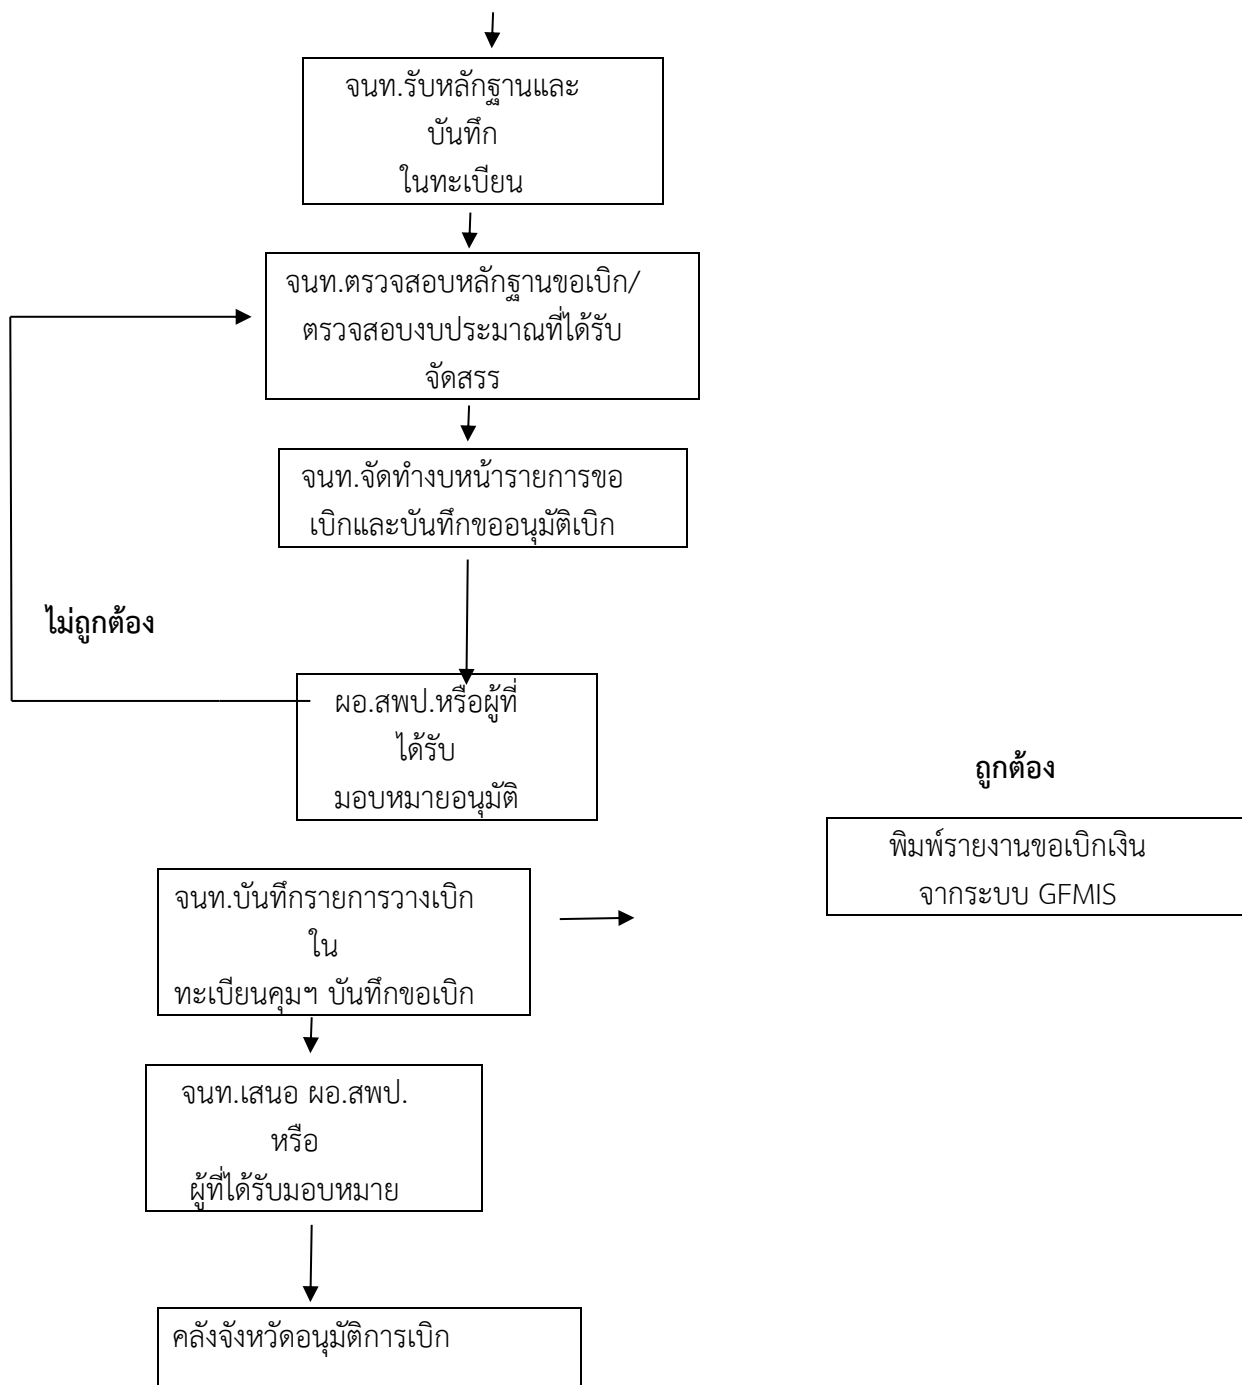 จนท.รับหลักฐานและ
บันทึก
ในทะเบียน
จนท.ตรวจสอบหลักฐานขอเบิก/
ตรวจสอบงบประมาณที่ได้รับ
จัดสรร
จนท.จัดทำงบหน้ารายการขอ
เบิกและบันทึกขออนุมัติเบิก
ไม่ถูกต้อง
ผอ.สพป.หรือผู้ที่
ได้รับ
มอบหมายอนุมัติ
ถูกต้อง
พิมพ์รายงานขอเบิกเงิน
จากระบบ GFMIS
จนท.บันทึกรายการวางเบิก
ใน
ทะเบียนคุมฯ บันทึกขอเบิก
จนท.เสนอ ผอ.สพป.
หรือ
ผู้ที่ได้รับมอบหมาย
คลังจังหวัดอนุมัติการเบิก